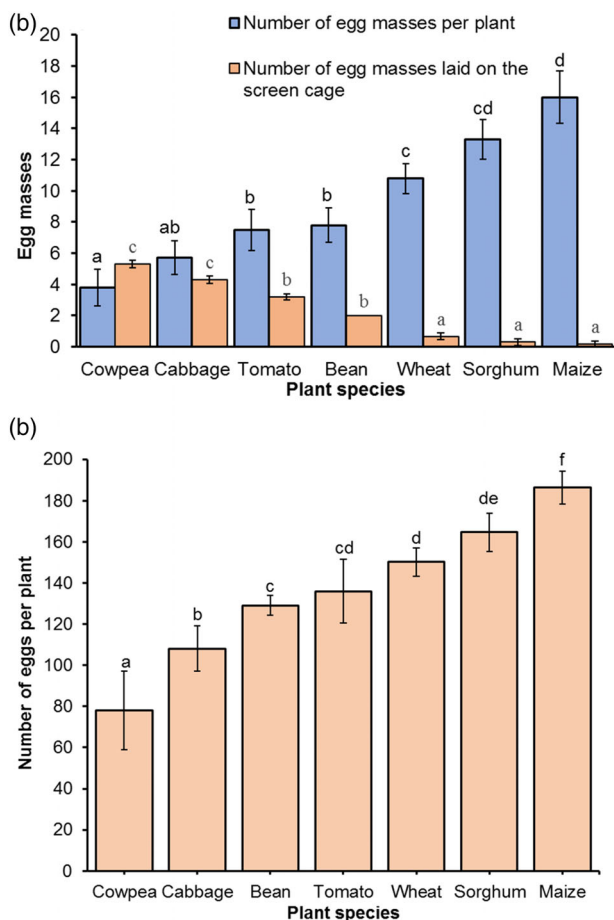 (b)
Number of egg masses per plant
Number of egg masses laid on the
screen cage
20
18
16
14
12
10
8
6
4
2
0
Egg masses
a
c
ab
c
b
b
b
b
c
a
cd
a
d
a
Cowpea Cabbage Tomato Bean Wheat Sorghum Maize
Plant species
(b)
200
180
160
140
120
100
80
60
40
20
0
Number of eggs per plant
a
b
c
cd
d
de
f
Cowpea Cabbage Bean Tomato Wheat Sorghum Maize
Plant species